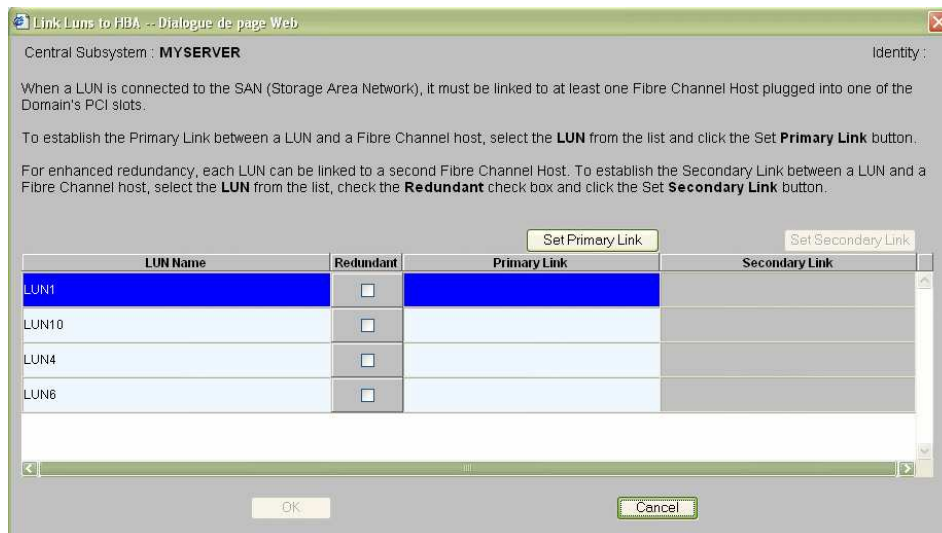 Link Luns to HBA -- Dialogue de page Web
Central Subsystem : MYSERVER Identity :
When a LUN is connected to the SAN (Storage Area Network), it must be linked to at least one Fibre Channel Host plugged into one of the
Domain's PCI slots.
To establish the Primary Link between a LUN and a Fibre Channel host, select the LUN from the list and click the Set Primary Link button.
For enhanced redundancy, each LUN can be linked to a second Fibre Channel Host. To establish the Secondary Link between a LUN and a
Fibre Channel host, select the LUN from the list, check the Redundant check box and click the Set Secondary Link button.
Set Primary Link Set Secondary Link
LUN Name Redundant Primary Link Secondary Link
LUN1
LUN10
LUN4
LUN6
OK Cancel